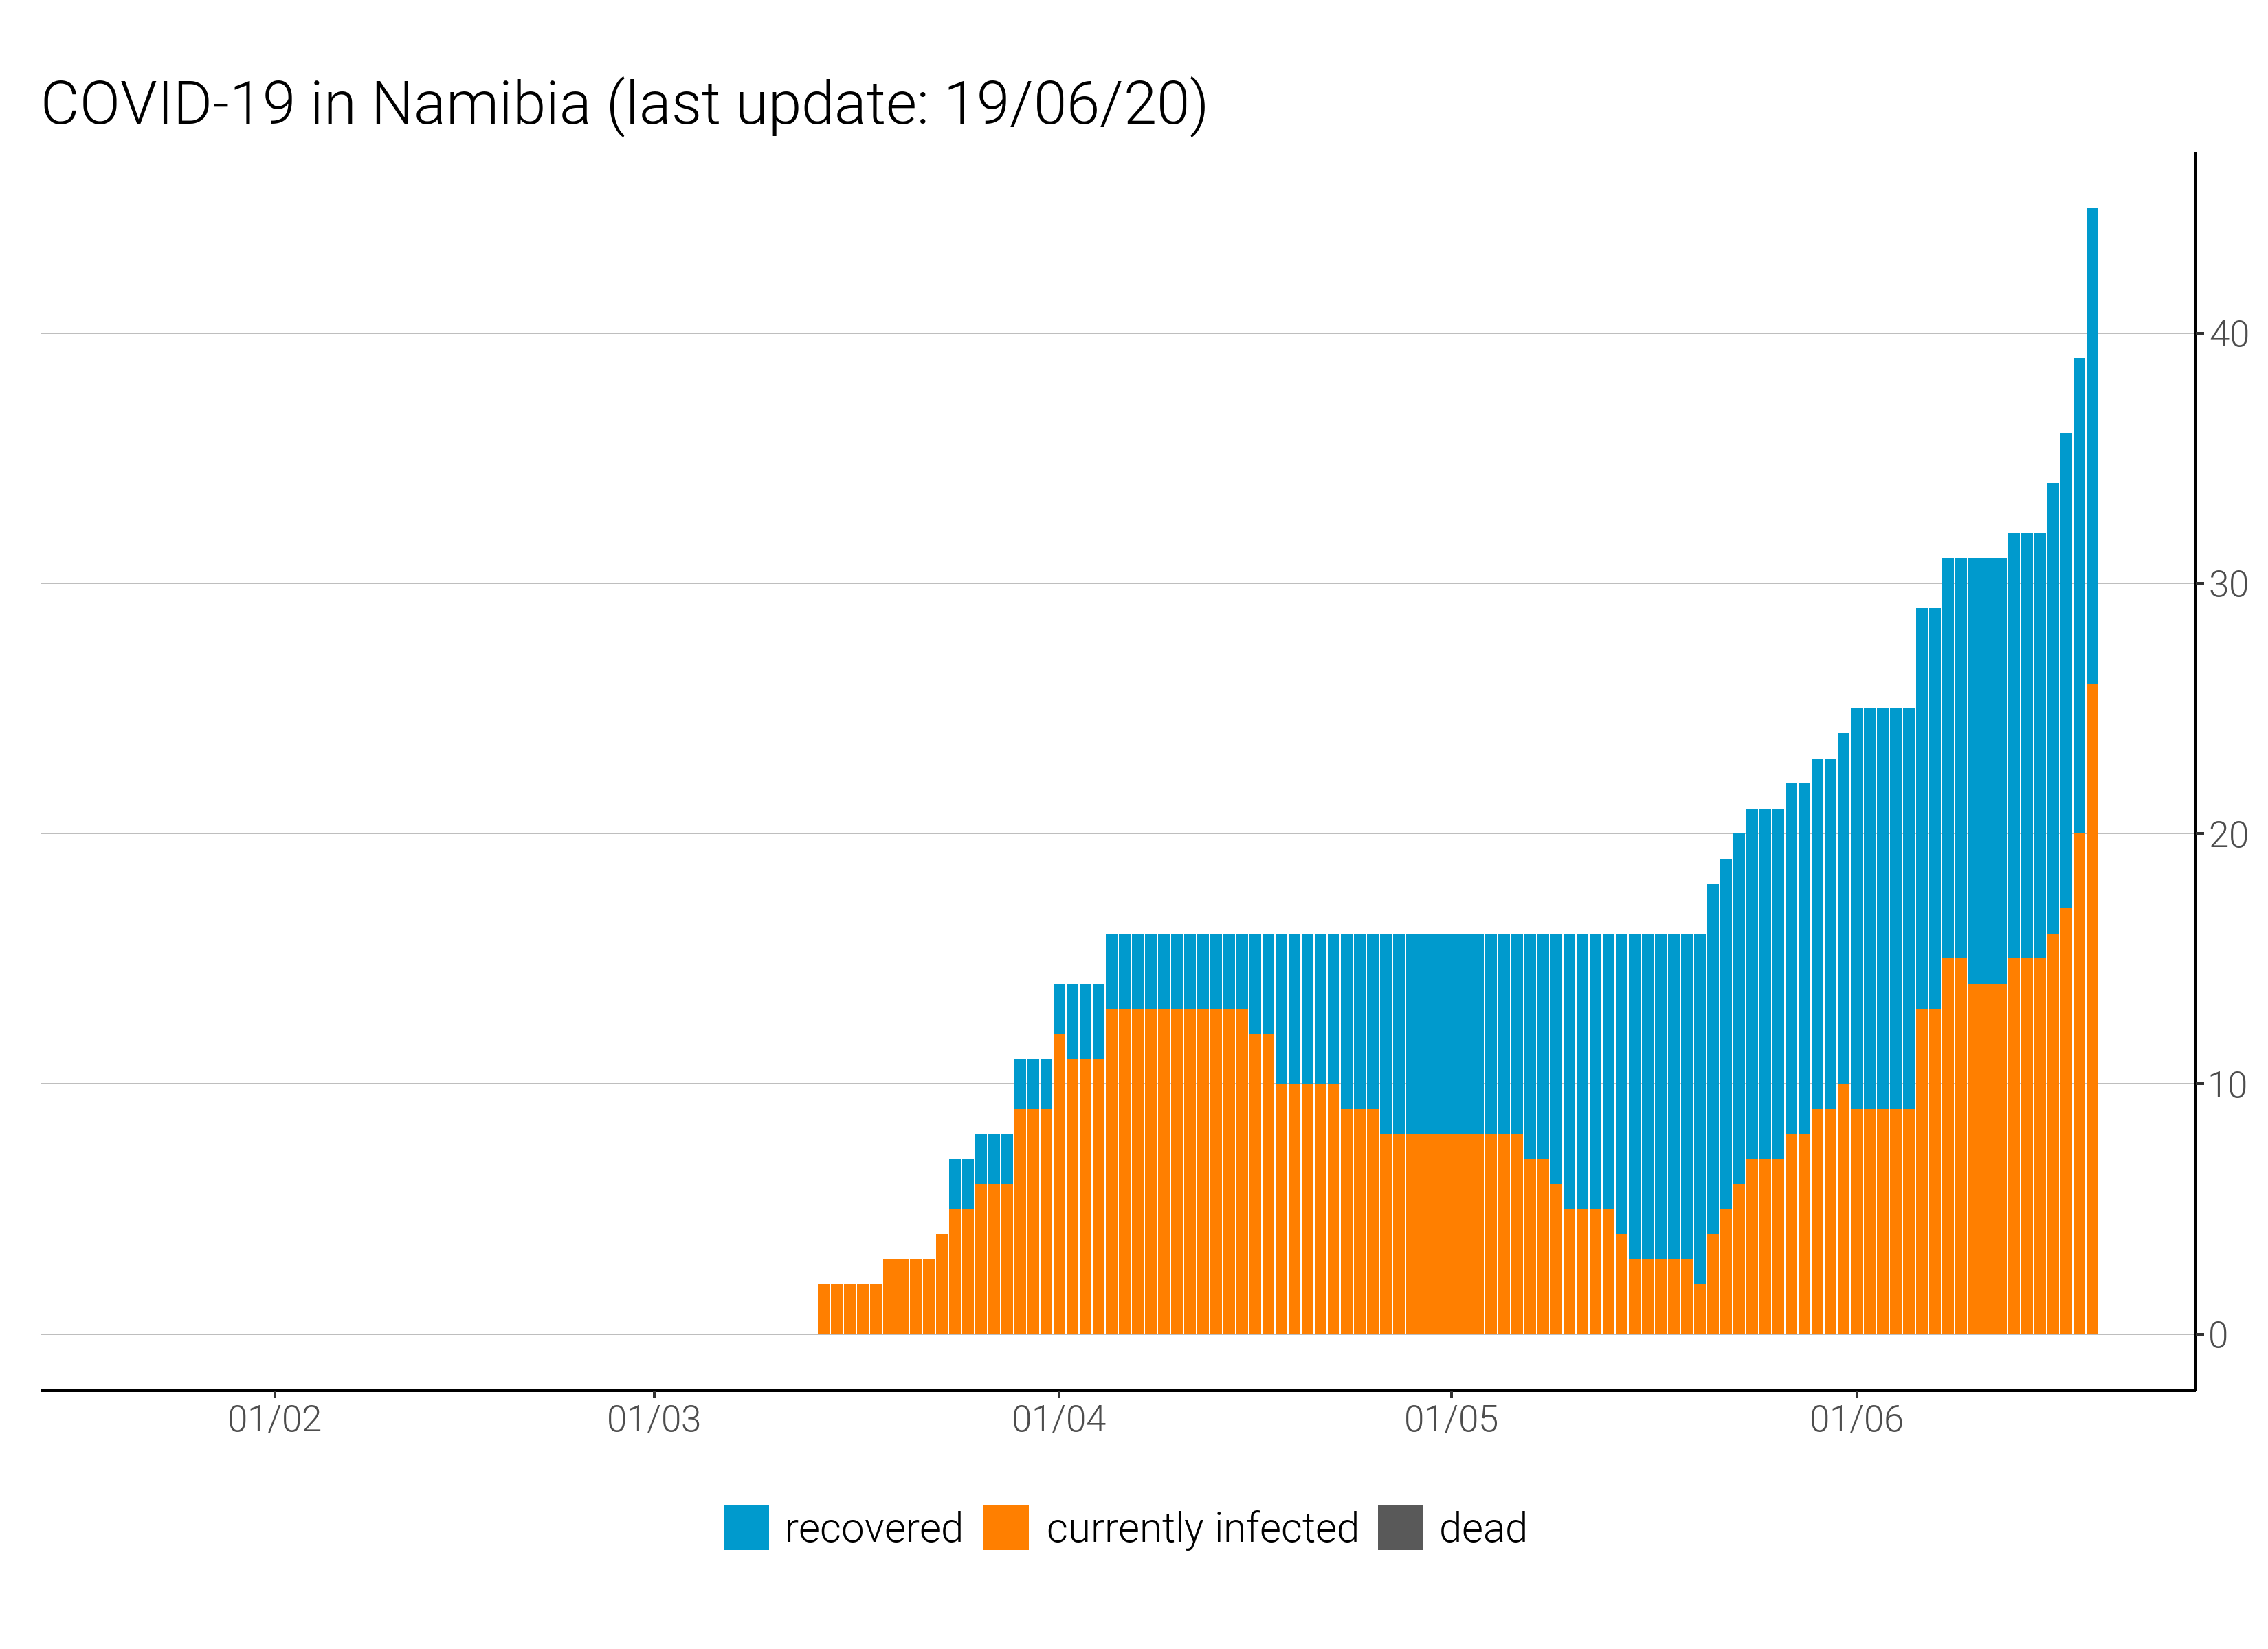 COVID-19 in Namibia (last update: 19/06/20)
40
30
20
10
0
01/02 01/03 01/04 01/05 01/06
recovered currently infected dead